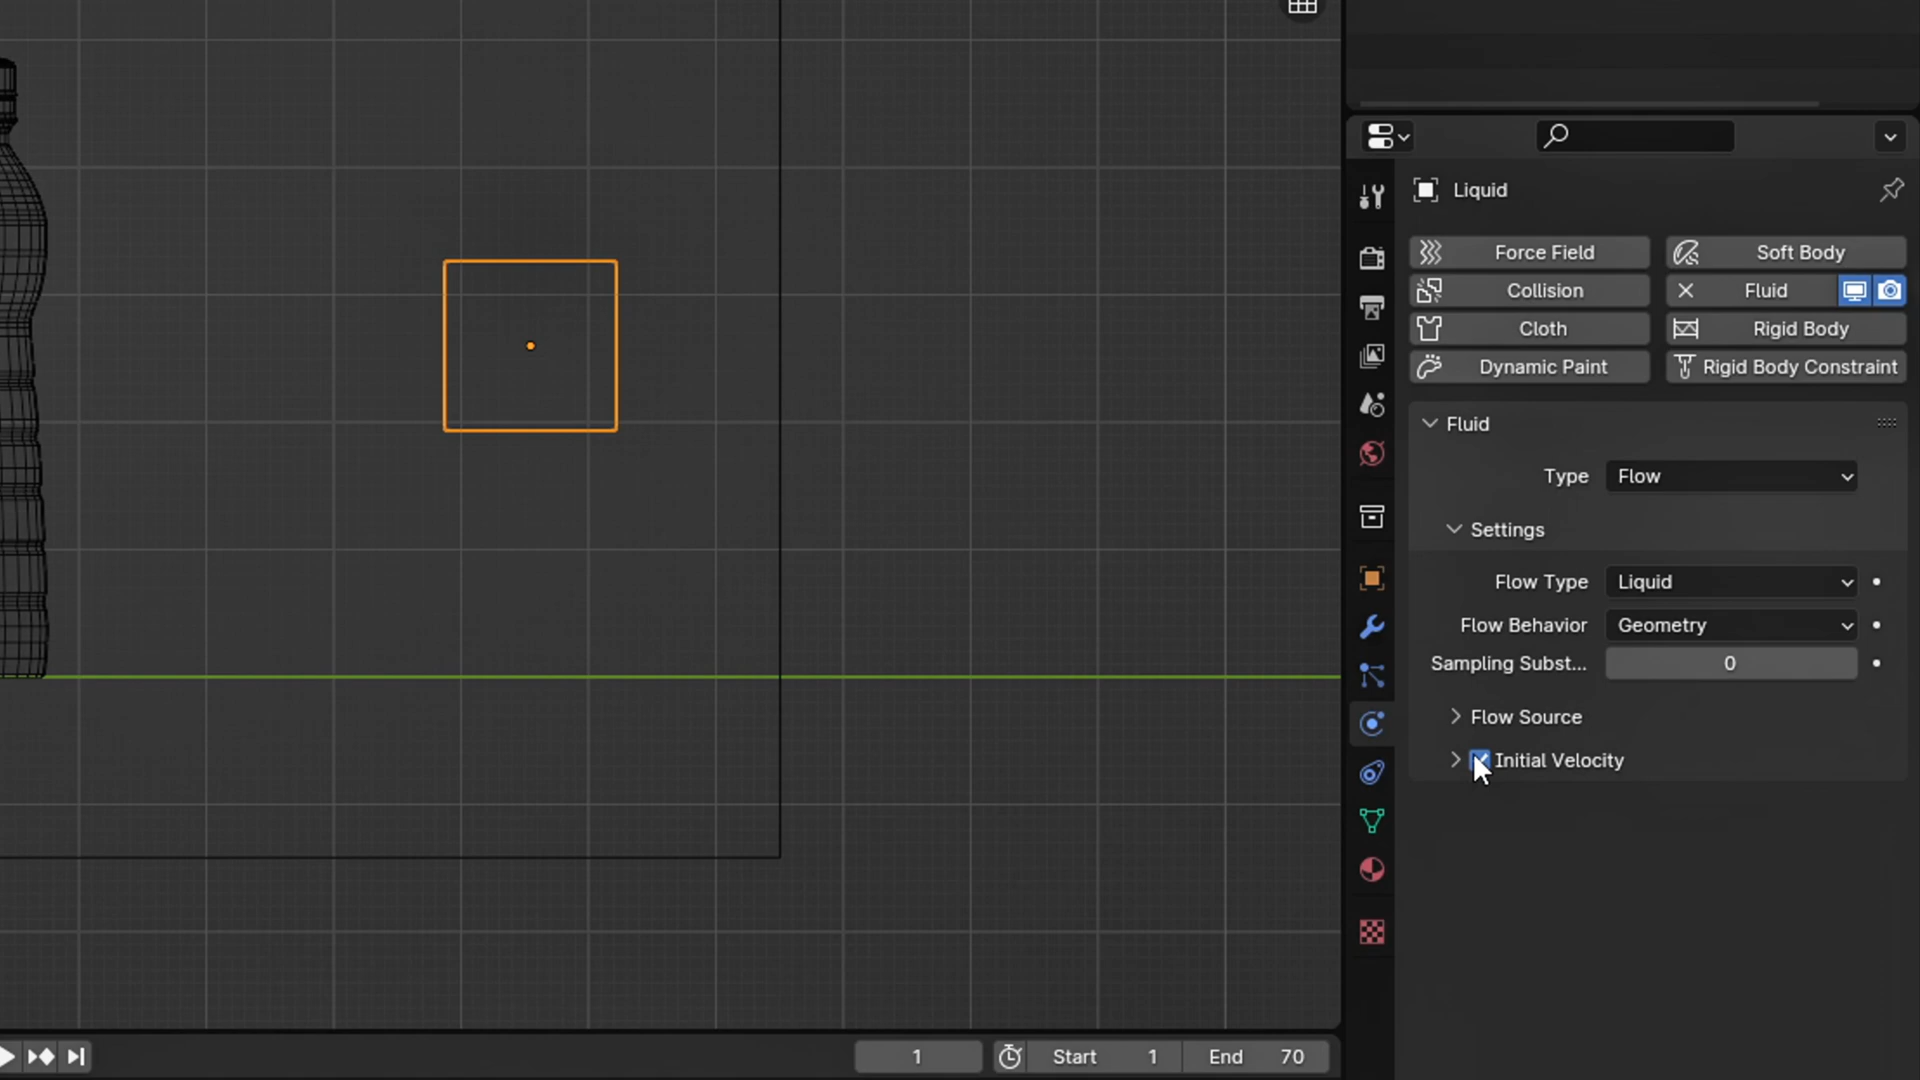 Liquid
Force Field
Soft Body
Collision
Fluid
Cloth
Rigid Body
Dynamic Paint
Rigid Body Constraint
Fluid
Type Flow
Settings
Flow Type Liquid
Flow Behavior Geometry
Sampling Subst... 0
Flow Source
Initial Velocity
1 Start 1 End 70